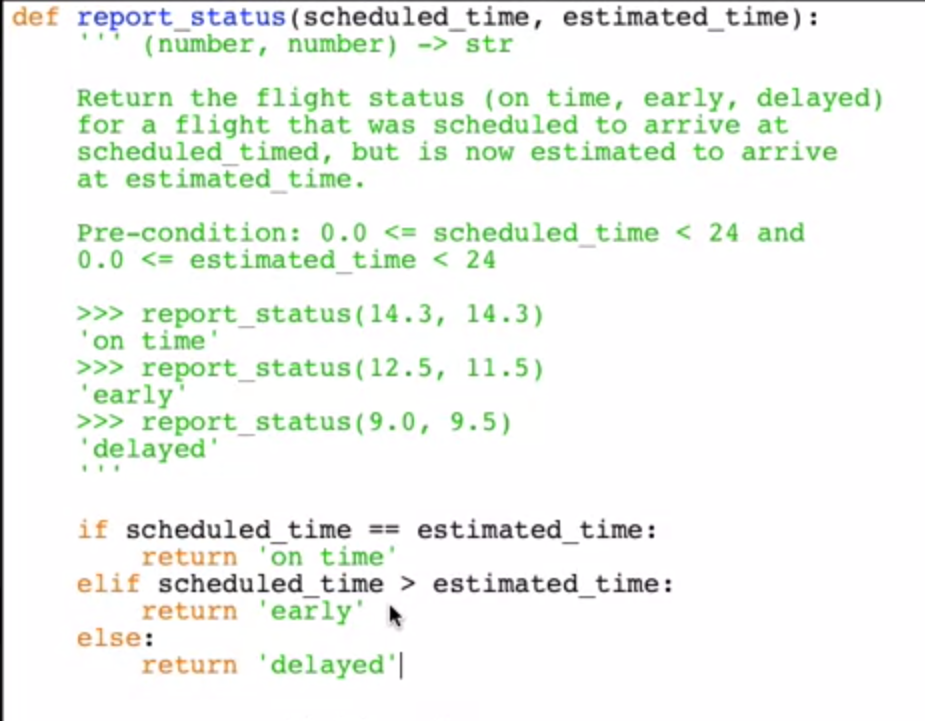 def report_status(scheduled_time, estimated_time):
    ''' (number, number) -> str

    Return the flight status (on time, early, delayed)
    for a flight that was scheduled to arrive at
    scheduled_timed, but is now estimated to arrive
    at estimated_time.

    Pre-condition: 0.0 <= scheduled_time < 24 and
    0.0 <= estimated_time < 24

    >>> report_status(14.3, 14.3)
    'on time'
    >>> report_status(12.5, 11.5)
    'early'
    >>> report_status(9.0, 9.5)
    'delayed'
    '''

    if scheduled_time == estimated_time:
        return 'on time'
    elif scheduled_time > estimated_time:
        return 'early'
    else:
        return 'delayed'